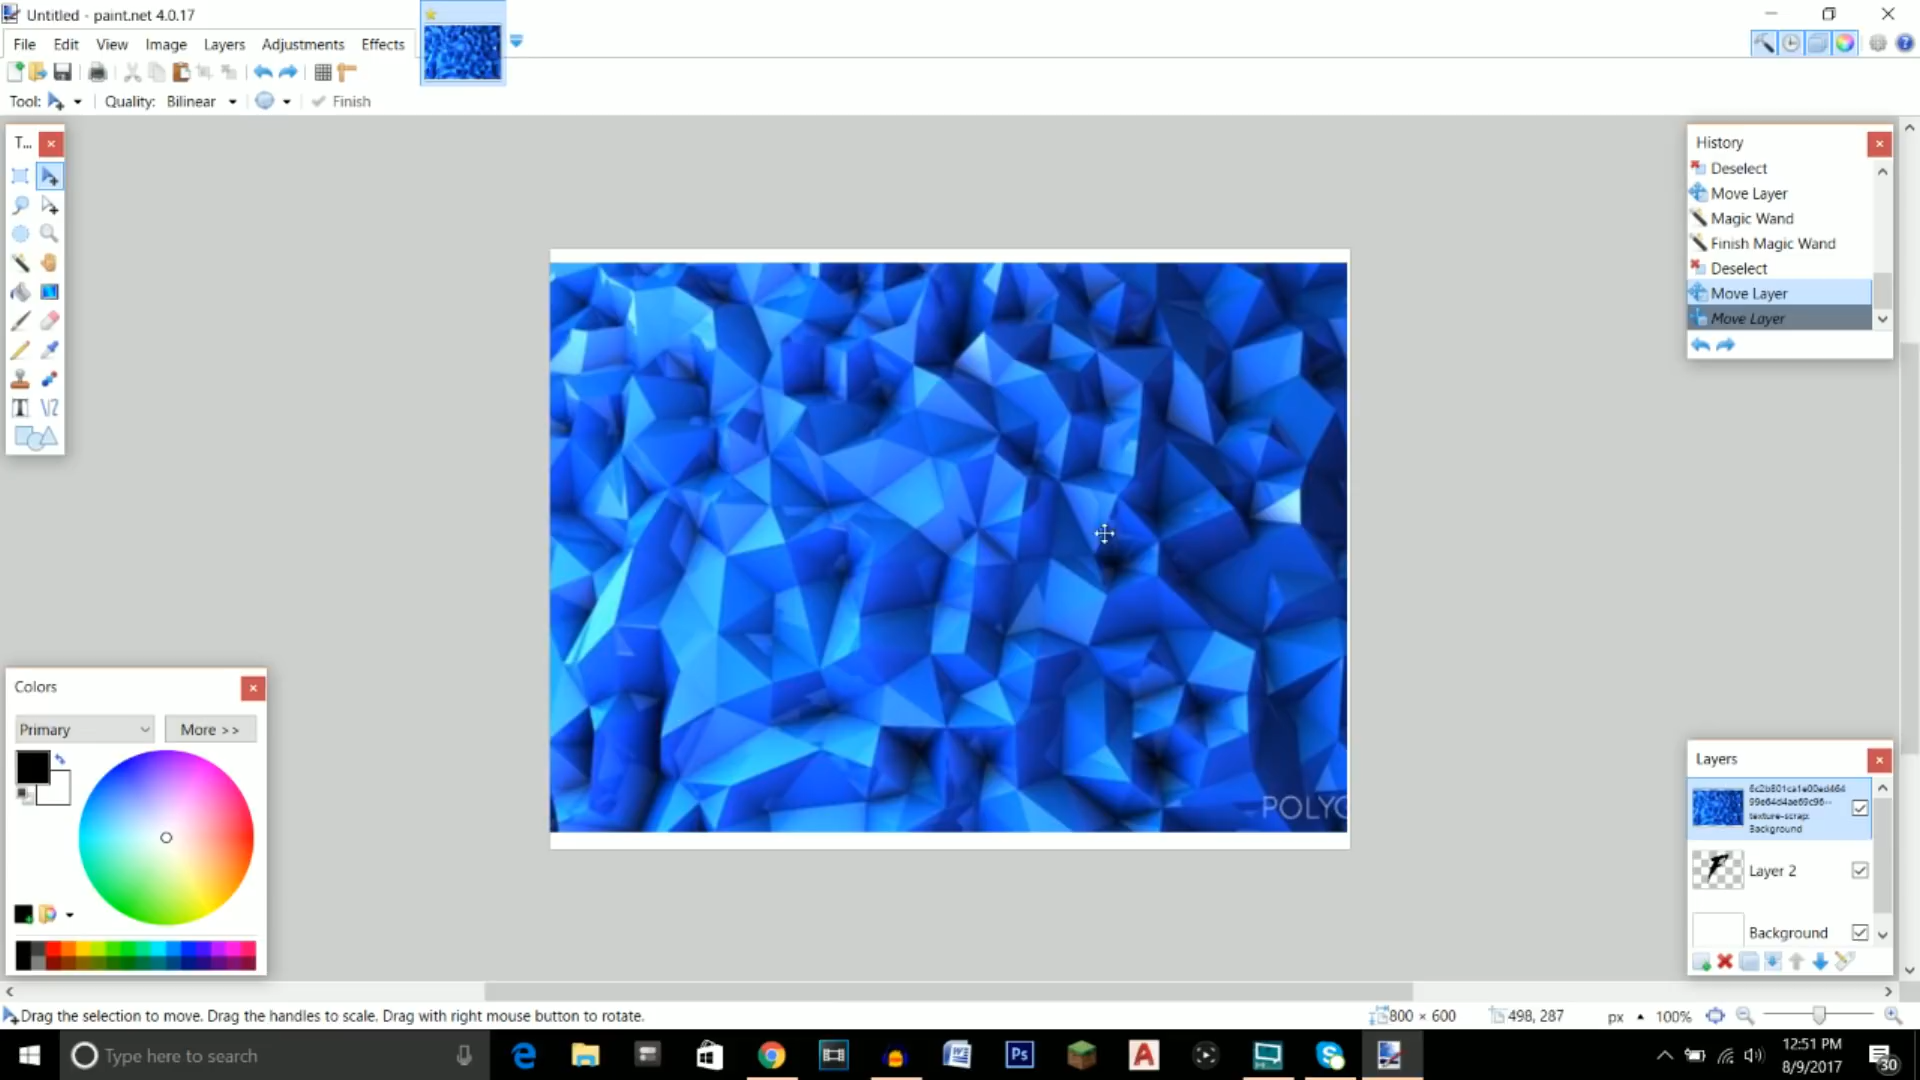 Untitled - paint.net 4.0.17
File Edit View Image Layers Adjustments Effects
Tool: Quality: Bilinear Finish
T...
History
Deselect
Move Layer
Magic Wand
Finish Magic Wand
Deselect
Move Layer
Move Layer
POLYG
Colors
Primary More >>
Layers
texture-scrap:
Background
Layer 2
Background
Drag the selection to move. Drag the handles to scale. Drag with right mouse button to rotate.
800 × 600 498, 287 px 100%
Type here to search
12:51 PM
8/9/2017
30